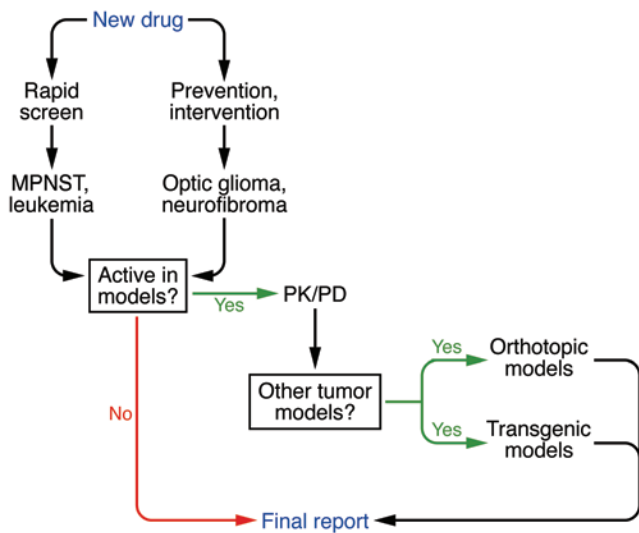 New drug
Rapid
screen
Prevention,
intervention
MPNST,
leukemia
Optic glioma,
neurofibroma
Active in
models?
Yes
PK/PD
No
Other tumor
models?
Yes
Orthotopic
models
Yes
Transgenic
models
Final report